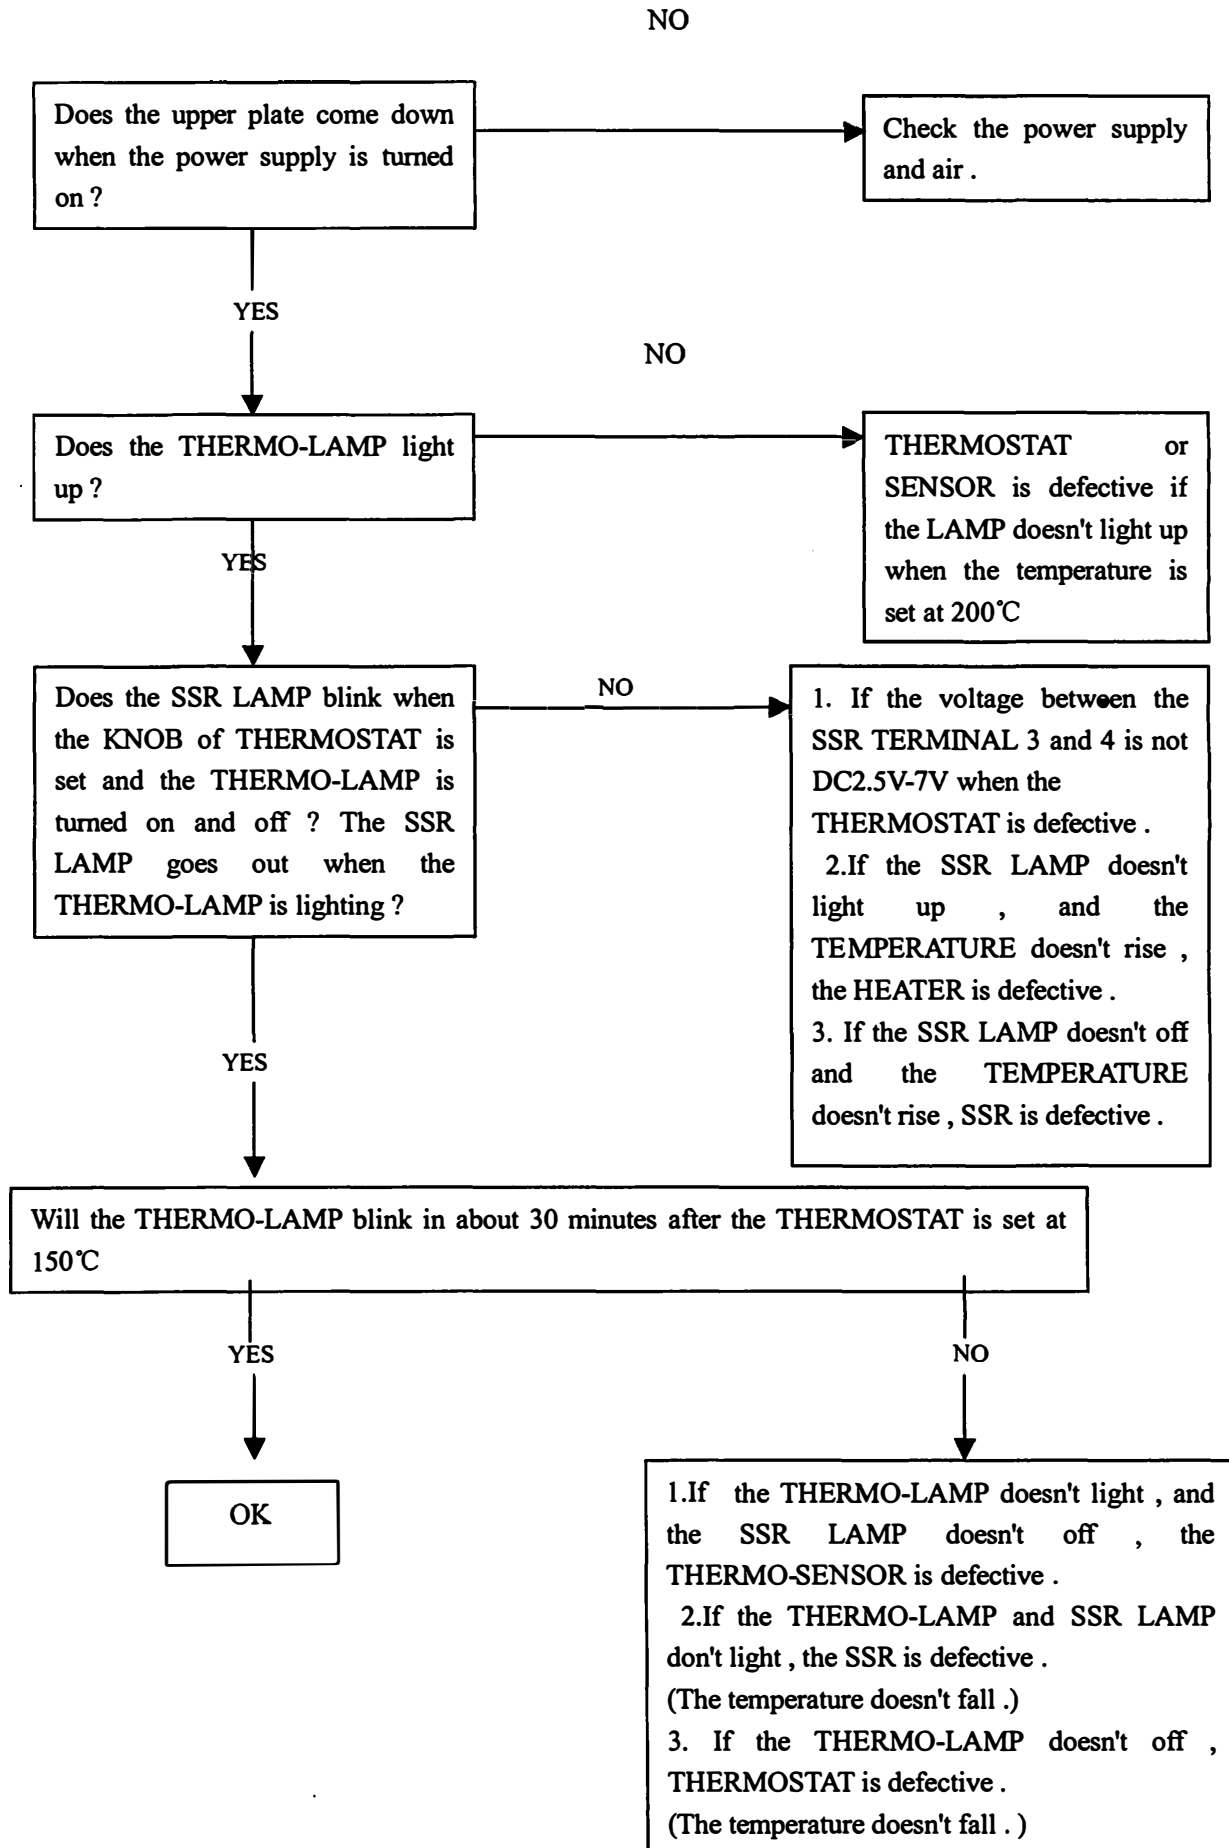 NO
Does the upper plate come down
when the power supply is turned
on ?
Check the power supply
and air .
YES
NO
Does the THERMO-LAMP light
up ?
THERMOSTAT or
SENSOR is defective if
the LAMP doesn't light up
when the temperature is
set at 200℃
YES
Does the SSR LAMP blink when
the KNOB of THERMOSTAT is
set and the THERMO-LAMP is
turned on and off ? The SSR
LAMP goes out when the
THERMO-LAMP is lighting ?
NO
1. If the voltage between the
SSR TERMINAL 3 and 4 is not
DC2.5V-7V when the
THERMOSTAT is defective .
2.If the SSR LAMP doesn't
light up , and the
TEMPERATURE doesn't rise ,
the HEATER is defective .
3. If the SSR LAMP doesn't off
and the TEMPERATURE
doesn't rise , SSR is defective .
YES
Will the THERMO-LAMP blink in about 30 minutes after the THERMOSTAT is set at
150℃
YES
NO
OK
1.If the THERMO-LAMP doesn't light , and
the SSR LAMP doesn't off , the
THERMO-SENSOR is defective .
2.If the THERMO-LAMP and SSR LAMP
don't light , the SSR is defective .
(The temperature doesn't fall .)
3. If the THERMO-LAMP doesn't off ,
THERMOSTAT is defective .
(The temperature doesn't fall . )